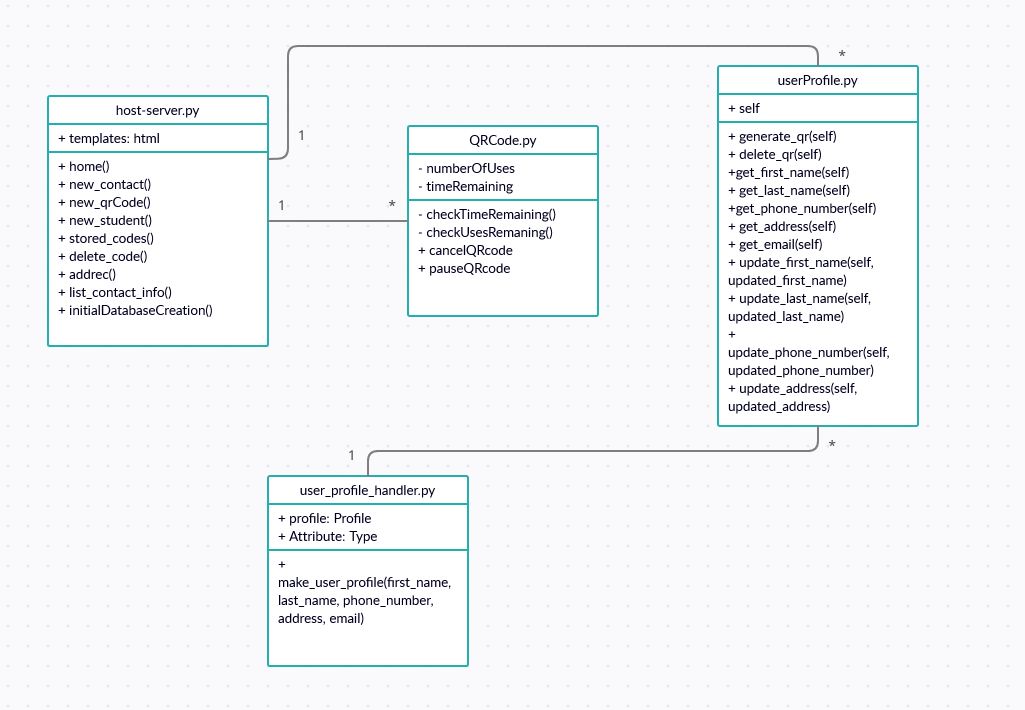 host-server.py
+ templates: html
+ home()
+ new_contact()
+ new_qrCode()
+ new_student()
+ stored_codes()
+ delete_code()
+ addrec()
+ list_contact_info()
+ initialDatabaseCreation()
1
*
1
*
QRCode.py
- numberOfUses
- timeRemaining
- checkTimeRemaining()
- checkUsesRemaning()
+ cancelQRcode
+ pauseQRcode
userProfile.py
+ self
+ generate_qr(self)
+ delete_qr(self)
+get_first_name(self)
+ get_last_name(self)
+get_phone_number(self)
+ get_address(self)
+ get_email(self)
+ update_first_name(self,
updated_first_name)
+ update_last_name(self,
updated_last_name)
+
update_phone_number(self,
updated_phone_number)
+ update_address(self,
updated_address)
*
1
user_profile_handler.py
+ profile: Profile
+ Attribute: Type
+
make_user_profile(first_name,
last_name, phone_number,
address, email)